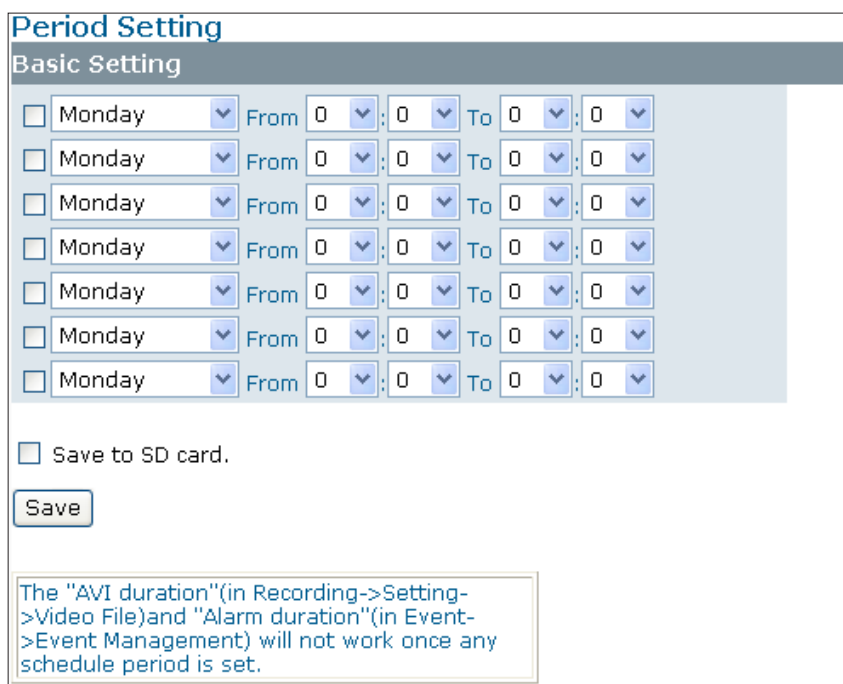 Period Setting
Basic Setting
Monday From 0 : 0 To 0 : 0
Monday From 0 : 0 To 0 : 0
Monday From 0 : 0 To 0 : 0
Monday From 0 : 0 To 0 : 0
Monday From 0 : 0 To 0 : 0
Monday From 0 : 0 To 0 : 0
Monday From 0 : 0 To 0 : 0
Save to SD card.
Save
The "AVI duration"(in Recording->Setting-
>Video File)and "Alarm duration"(in Event-
>Event Management) will not work once any
schedule period is set.